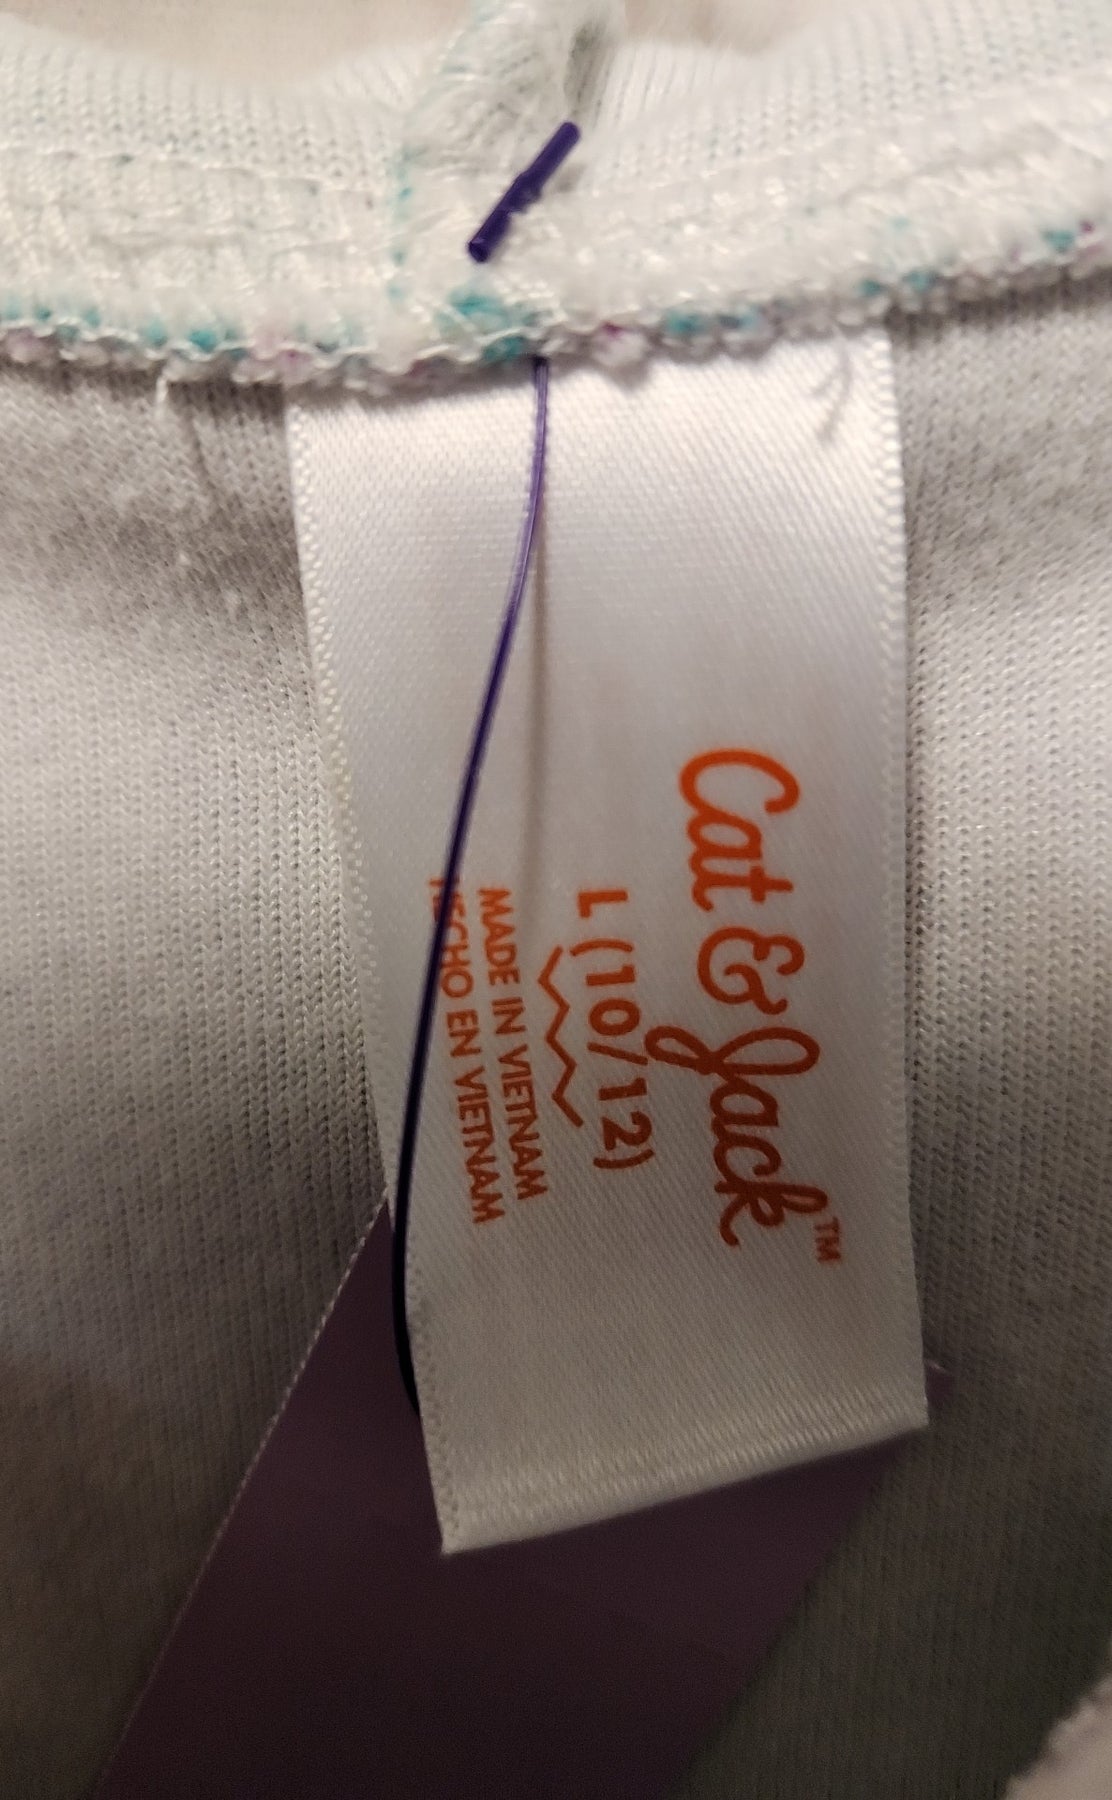 Cat & Jack™
L (10/12)
MADE IN VIETNAM
HECHO EN VIETNAM